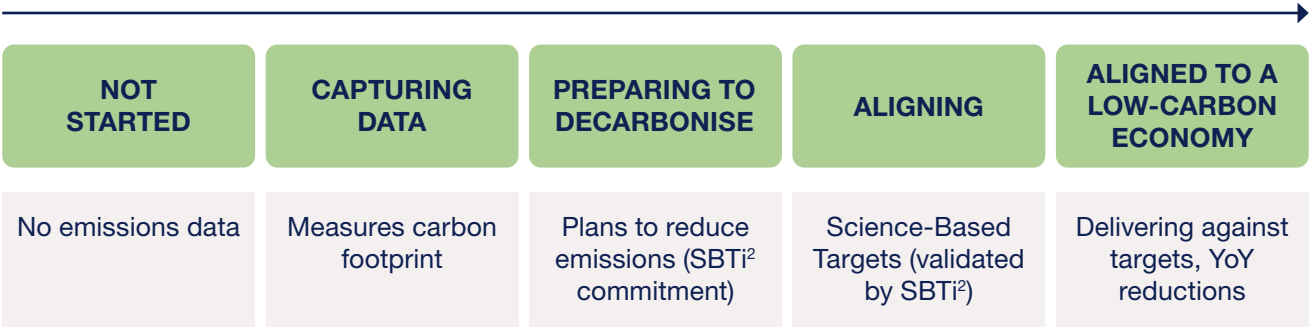 NOT
STARTED
CAPTURING
DATA
PREPARING TO
DECARBONISE
ALIGNING
ALIGNED TO A
LOW-CARBON
ECONOMY
No emissions data
Measures carbon
footprint
Plans to reduce
emissions (SBTi²
commitment)
Science-Based
Targets (validated
by SBTi²)
Delivering against
targets, YoY
reductions